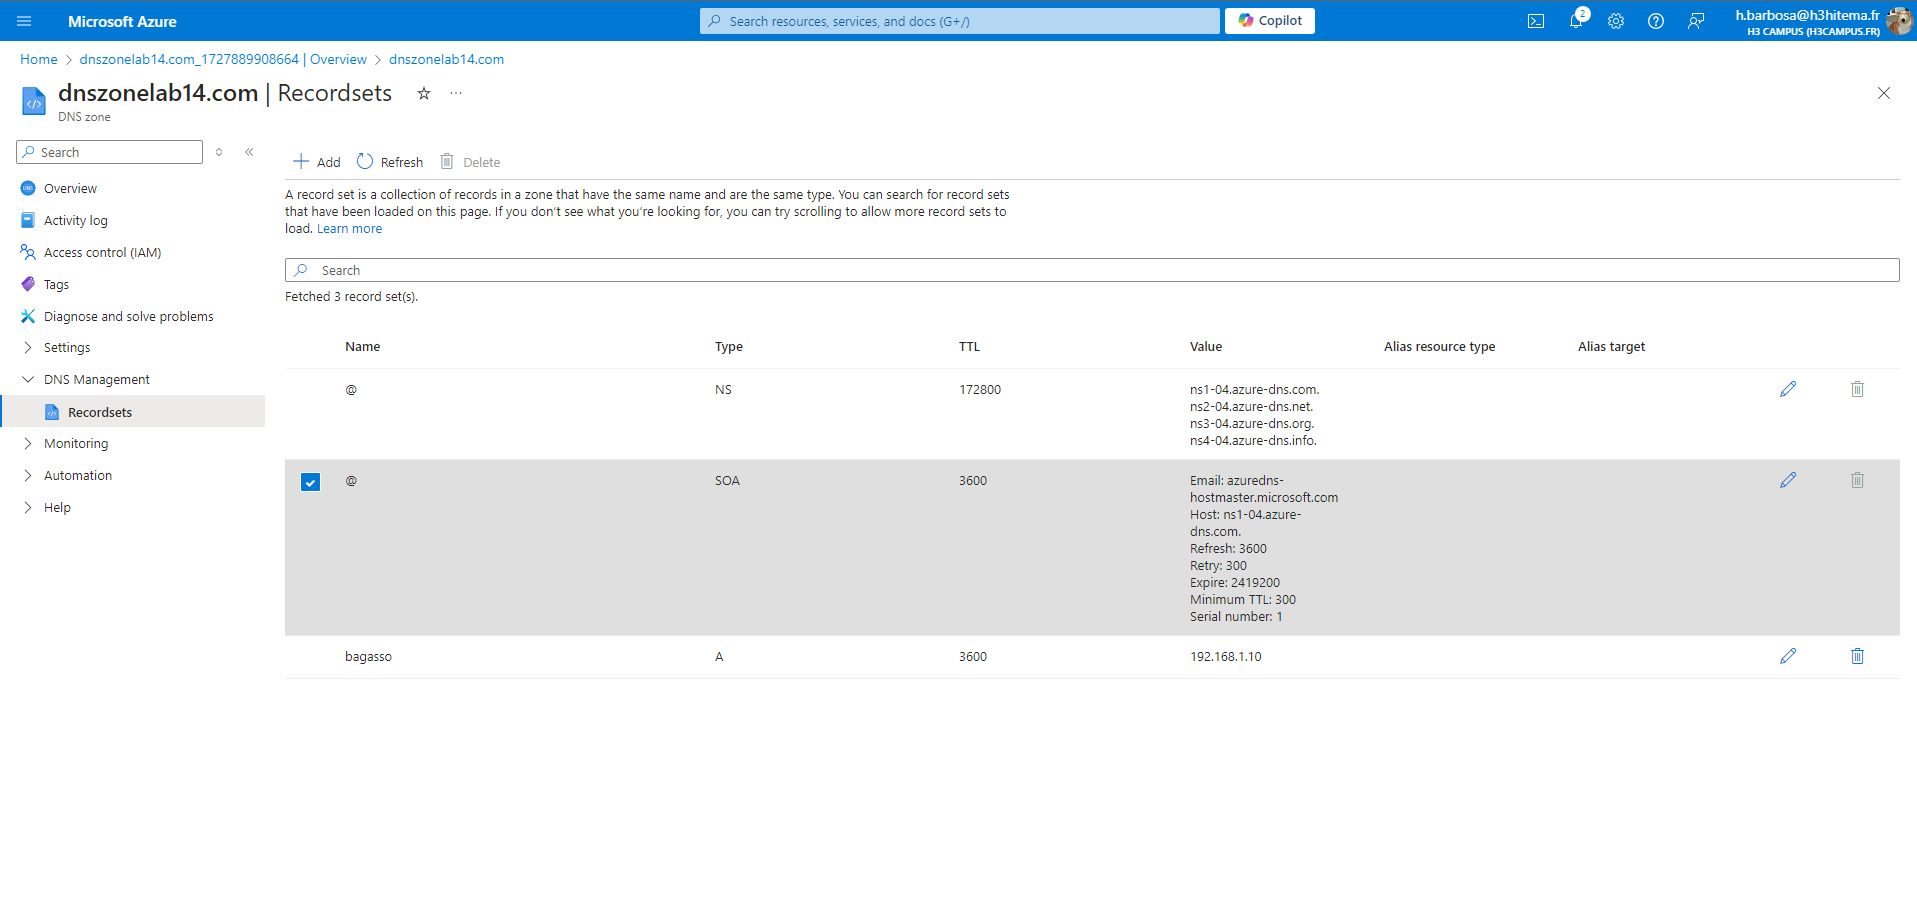 Microsoft Azure
Search resources, services, and docs (G+/)
Copilot
2
h.barbosa@h3hitema.fr
H3 CAMPUS (H3CAMPUS.FR)
Home > dnszonelab14.com_1727889908664 | Overview > dnszonelab14.com
dnszonelab14.com | Recordsets
DNS zone
Search
Overview
Activity log
Access control (IAM)
Tags
Diagnose and solve problems
Settings
DNS Management
Recordsets
Monitoring
Automation
Help
Add Refresh Delete
A record set is a collection of records in a zone that have the same name and are the same type. You can search for record sets
that have been loaded on this page. If you don't see what you're looking for, you can try scrolling to allow more record sets to
load. Learn more
Search
Fetched 3 record set(s).
Name Type TTL Value Alias resource type Alias target
@ NS 172800 ns1-04.azure-dns.com.
ns2-04.azure-dns.net.
ns3-04.azure-dns.org.
ns4-04.azure-dns.info.
@ SOA 3600 Email: azuredns-
hostmaster.microsoft.com
Host: ns1-04.azure-
dns.com.
Refresh: 3600
Retry: 300
Expire: 2419200
Minimum TTL: 300
Serial number: 1
bagasso A 3600 192.168.1.10